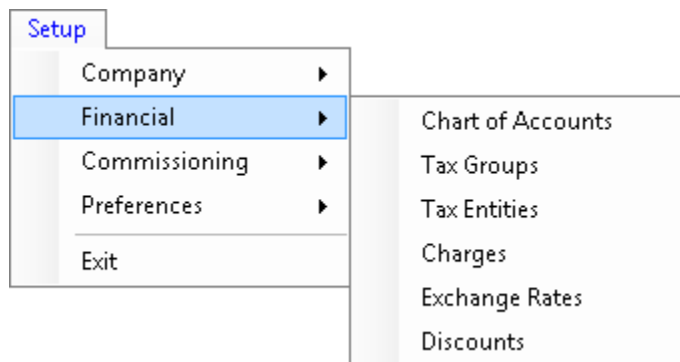 Setup
Company
Financial
Commissioning
Preferences
Exit
Chart of Accounts
Tax Groups
Tax Entities
Charges
Exchange Rates
Discounts